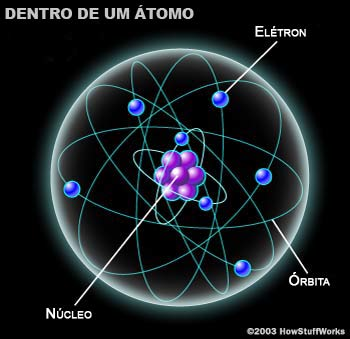 DENTRO DE UM ÁTOMO
ELÉTRON
ÓRBITA
NÚCLEO
©2003 HowStuffWorks